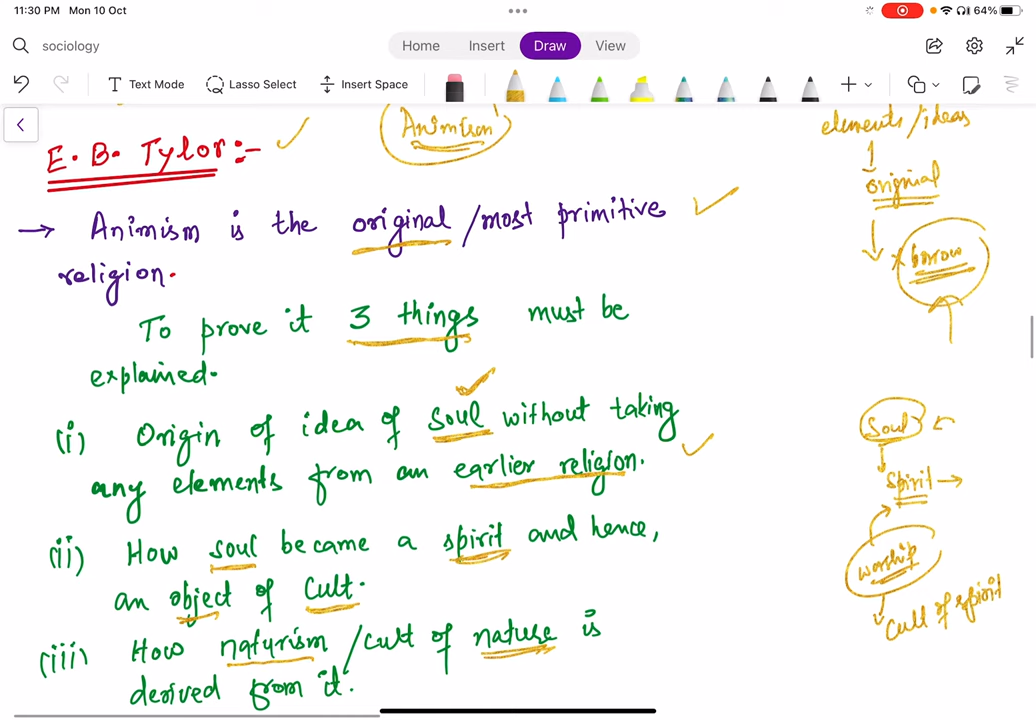 11:30 PM Mon 10 Oct
64%
sociology
Home Insert Draw View
Text Mode Lasso Select Insert Space
Animism
E. B. Tylor:-
→ Animism is the original/most primitive
religion.
To prove it 3 things must be
explained.
(i) Origin of idea of soul without taking
any elements from an earlier religion.
(ii) How soul became a spirit and hence,
an object of cult.
(iii) How naturism/cult of nature is
derived from it.
elements/ideas
original
borrow
Soul
Spirit →
worship
cult of spirit